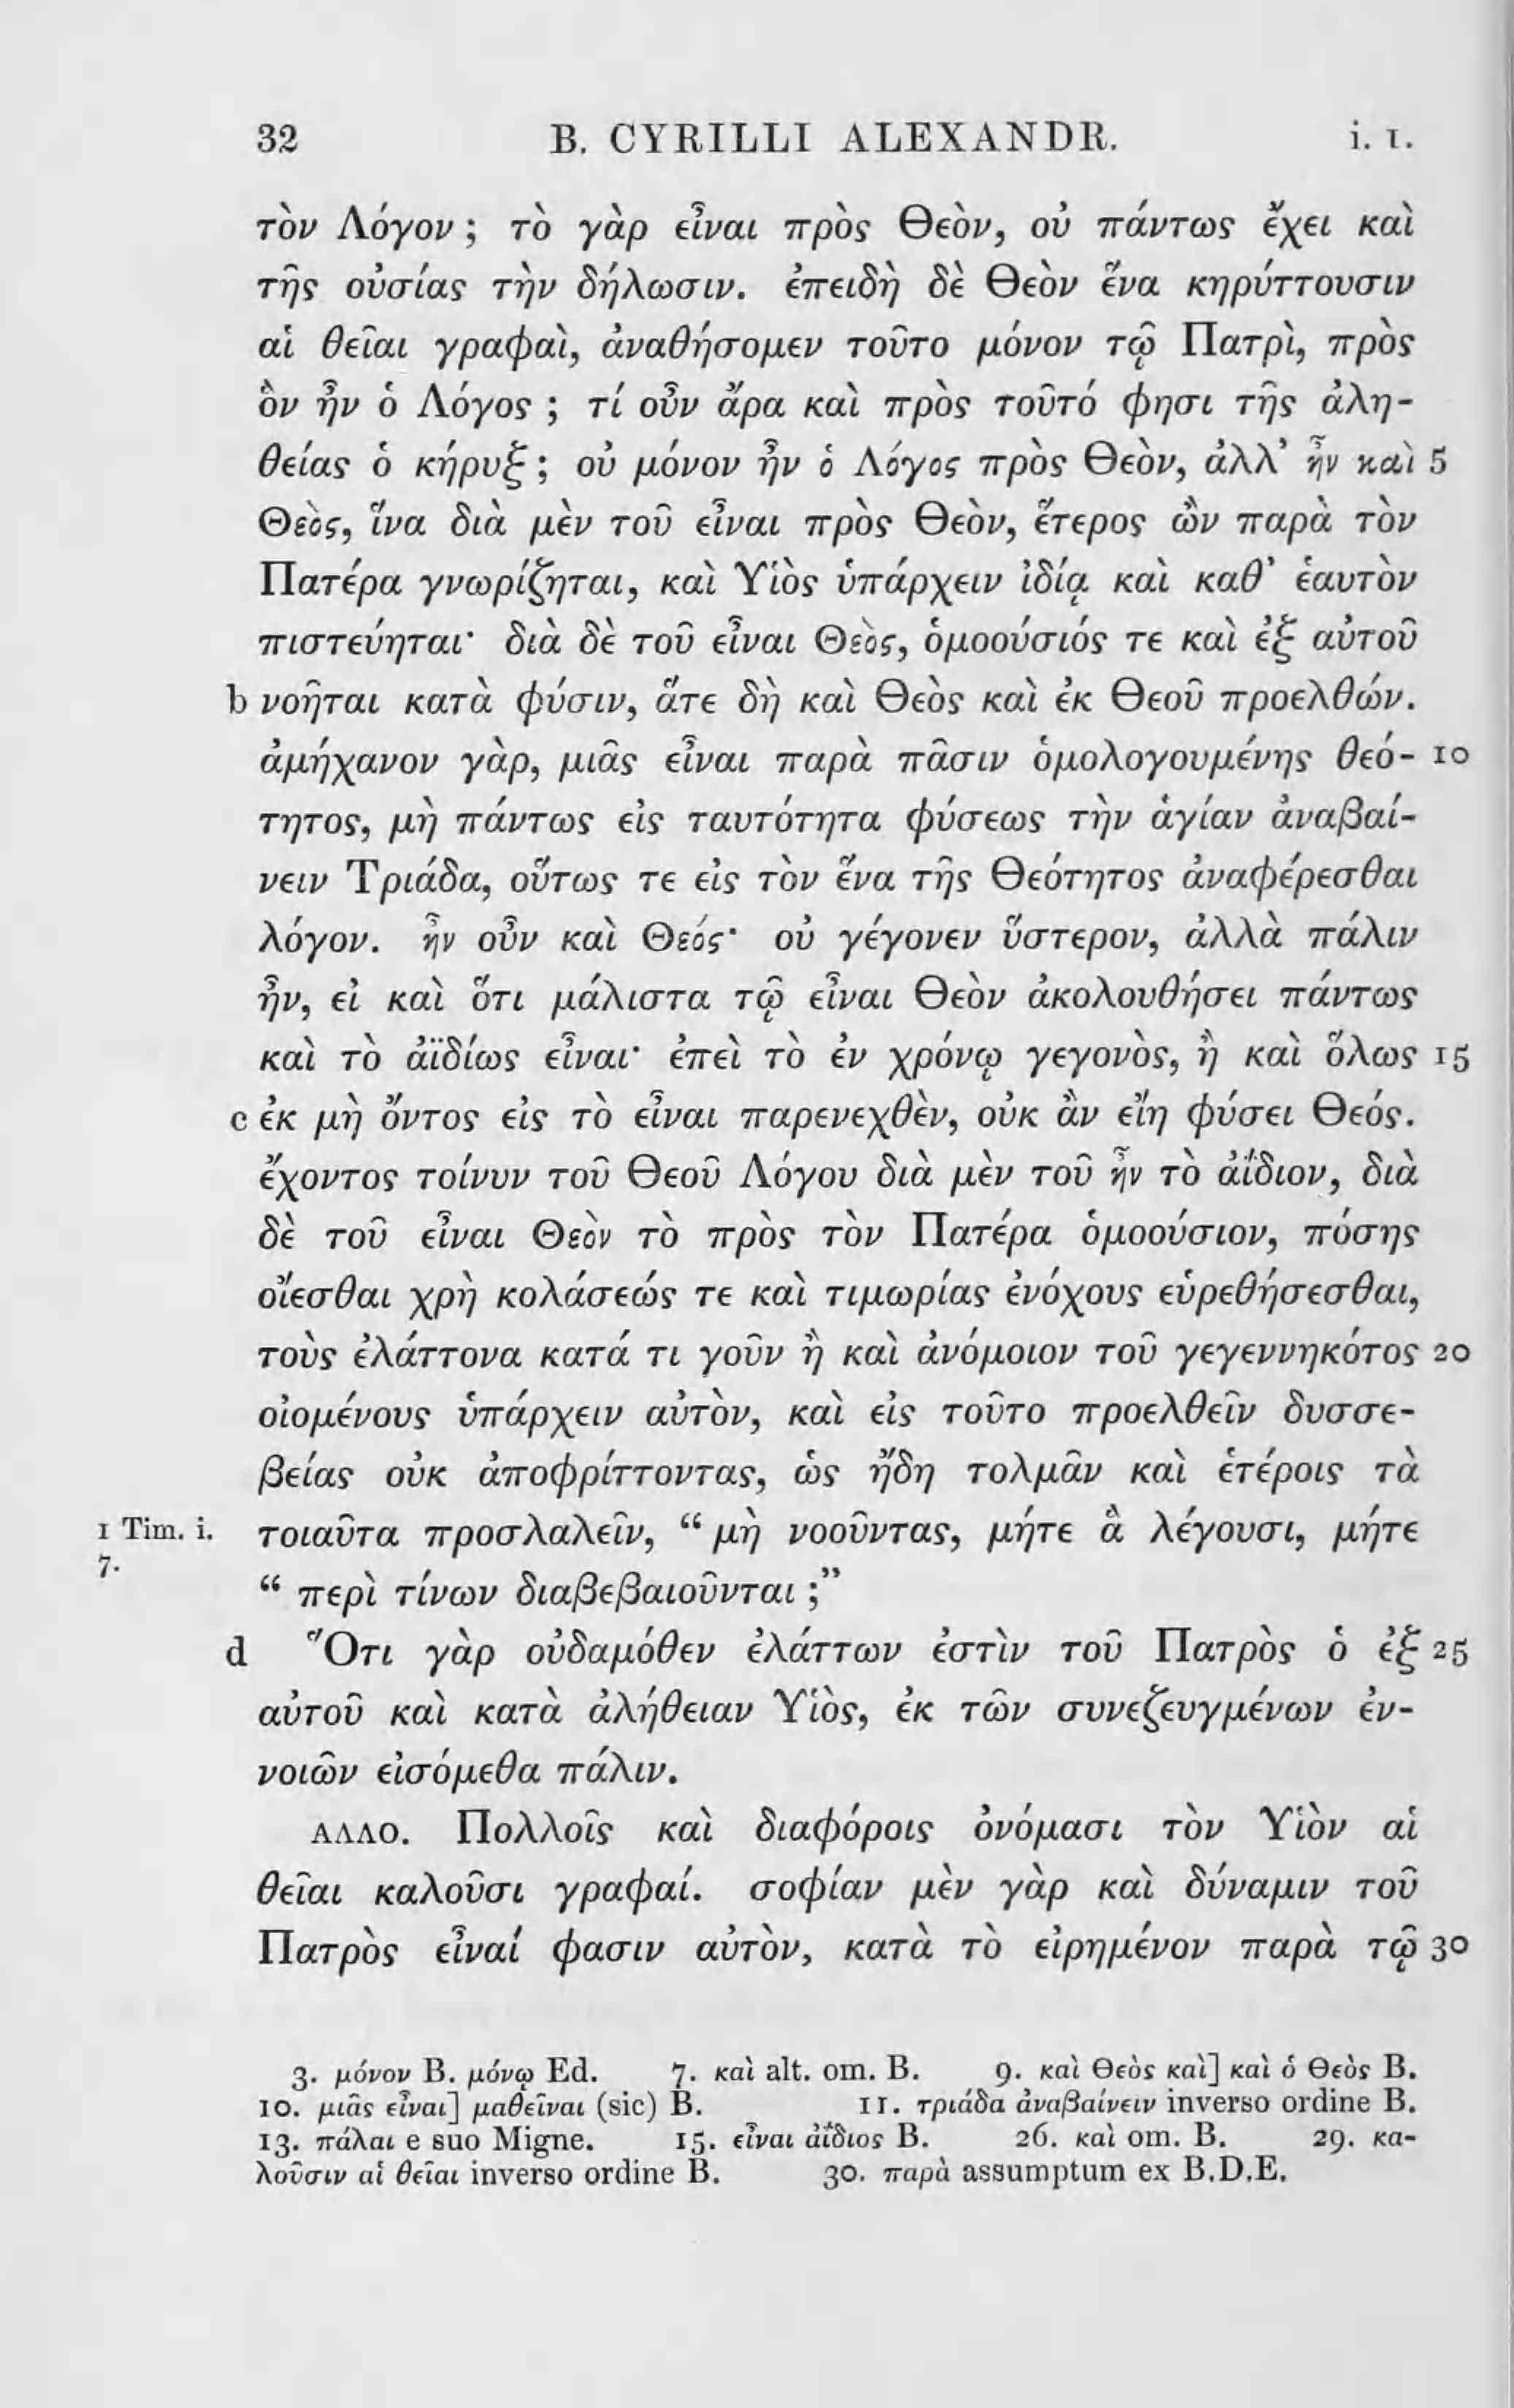 32 B. CYRILLI ALEXANDR. i. 1.
τὸν Λόγον ; τὸ γὰρ εἶναι πρὸς Θεὸν, οὐ πάντως ἔχει καὶ
τῆς οὐσίας τὴν δήλωσιν. ἐπειδὴ δὲ Θεὸν ἕνα κηρύττουσιν
αἱ θεῖαι γραφαὶ, ἀναθήσομεν τοῦτο μόνον τῷ Πατρὶ, πρὸς
ὃν ἦν ὁ Λόγος ; τί οὖν ἄρα καὶ πρὸς τοῦτό φησι τῆς ἀλη-
θείας ὁ κήρυξ ; οὐ μόνον ἦν ὁ Λόγος πρὸς Θεὸν, ἀλλ’ ἦν καὶ 5
Θεὸς, ἵνα διὰ μὲν τοῦ εἶναι πρὸς Θεὸν, ἕτερος ὢν παρὰ τὸν
Πατέρα γνωρίζηται, καὶ Υἱὸς ὑπάρχειν ἰδίᾳ καὶ καθ’ ἑαυτὸν
πιστεύηται· διὰ δὲ τοῦ εἶναι Θεὸς, ὁμοούσιός τε καὶ ἐξ αὐτοῦ
b νοῆται κατὰ φύσιν, ἅτε δὴ καὶ Θεὸς καὶ ἐκ Θεοῦ προελθών.
ἀμήχανον γὰρ, μιᾶς εἶναι παρὰ πᾶσιν ὁμολογουμένης θεό- 10
τητος, μὴ πάντως εἰς ταυτότητα φύσεως τὴν ἁγίαν ἀναβαί-
νειν Τριάδα, οὕτως τε εἰς τὸν ἕνα τῆς Θεότητος ἀναφέρεσθαι
λόγον. ἦν οὖν καὶ Θεός· οὐ γέγονεν ὕστερον, ἀλλὰ πάλιν
ἦν, εἰ καὶ ὅτι μάλιστα τῷ εἶναι Θεὸν ἀκολουθήσει πάντως
καὶ τὸ ἀϊδίως εἶναι· ἐπεὶ τὸ ἐν χρόνῳ γεγονὸς, ἢ καὶ ὅλως 15
c ἐκ μὴ ὄντος εἰς τὸ εἶναι παρενεχθὲν, οὐκ ἂν εἴη φύσει Θεός.
ἔχοντος τοίνυν τοῦ Θεοῦ Λόγου διὰ μὲν τοῦ ἦν τὸ ἀΐδιον, διὰ
δὲ τοῦ εἶναι Θεὸν τὸ πρὸς τὸν Πατέρα ὁμοούσιον, πόσης
οἴεσθαι χρὴ κολάσεώς τε καὶ τιμωρίας ἐνόχους εὑρεθήσεσθαι,
τοὺς ἐλάττονα κατά τι γοῦν ἢ καὶ ἀνόμοιον τοῦ γεγεννηκότος 20
οἰομένους ὑπάρχειν αὐτὸν, καὶ εἰς τοῦτο προελθεῖν δυσσε-
βείας οὐκ ἀποφρίττοντας, ὡς ἤδη τολμᾶν καὶ ἑτέροις τὰ
1 Tim. i. τοιαῦτα προσλαλεῖν, “ μὴ νοοῦντας, μήτε ἃ λέγουσι, μήτε
7. “ περὶ τίνων διαβεβαιοῦνται ;”
d Ὅτι γὰρ οὐδαμόθεν ἐλάττων ἐστὶν τοῦ Πατρὸς ὁ ἐξ 25
αὐτοῦ καὶ κατὰ ἀλήθειαν Υἱὸς, ἐκ τῶν συνεζευγμένων ἐν-
νοιῶν εἰσόμεθα πάλιν.
ΑΛΛΟ. Πολλοῖς καὶ διαφόροις ὀνόμασι τὸν Υἱὸν αἱ
θεῖαι καλοῦσι γραφαί. σοφίαν μὲν γὰρ καὶ δύναμιν τοῦ
Πατρὸς εἶναί φασιν αὐτὸν, κατὰ τὸ εἰρημένον παρὰ τῷ 30
3. μόνον B. μόνῳ Ed. 7. καὶ alt. om. B. 9. καὶ Θεὸς καὶ] καὶ ὁ Θεὸς B.
10. μιᾶς εἶναι] μαθεῖναι (sic) B. 11. τριάδα ἀναβαίνειν inverso ordine B.
13. πάλαι e suo Migne. 15. εἶναι ἀΐδιος B. 26. καὶ om. B. 29. κα-
λοῦσιν αἱ θεῖαι inverso ordine B. 30. παρὰ assumptum ex B.D.E.